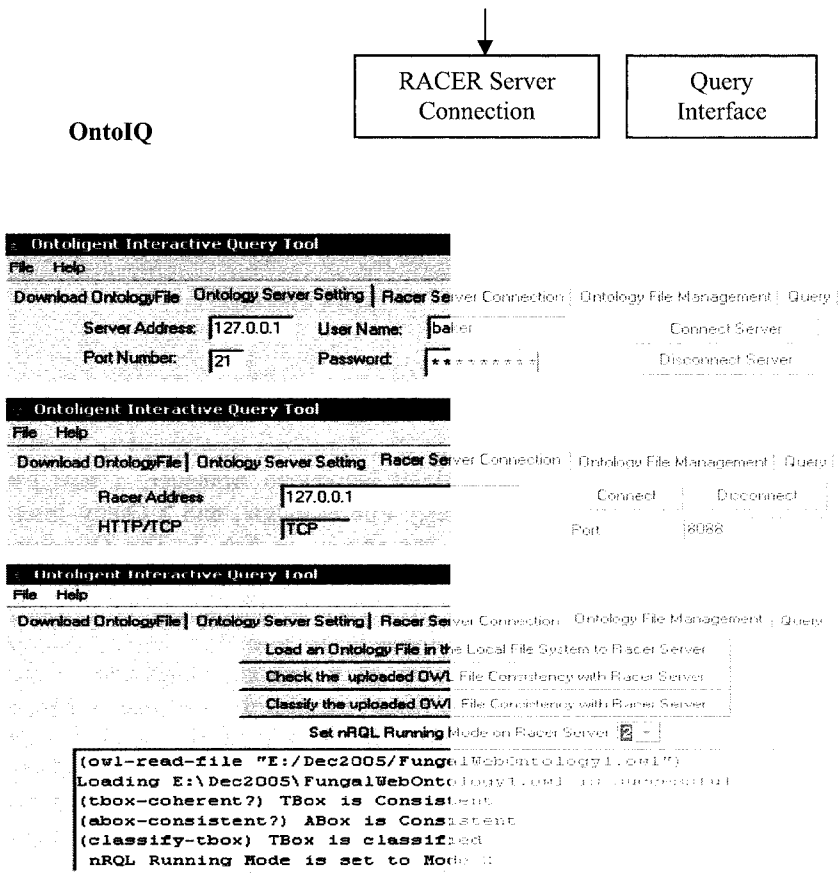 RACER Server Connection
Query Interface
OntoIQ
Ontoligent Interactive Query Tool
File Help
Download OntologyFile Ontology Server Setting Racer Server Connection Ontology File Management Query
Server Address: 127.0.0.1 User Name: baker Connect Server
Port Number: 21 Password: ********* Disconnect Server
Ontoligent Interactive Query Tool
File Help
Download OntologyFile Ontology Server Setting Racer Server Connection Ontology File Management Query
Racer Address 127.0.0.1 Connect Disconnect
HTTP/TCP TCP Port 8088
Ontoligent Interactive Query Tool
File Help
Download OntologyFile Ontology Server Setting Racer Server Connection Ontology File Management Query
Load an Ontology File in the Local File System to Racer Server
Check the uploaded OWL File Consistency with Racer Server
Classify the uploaded OWL File Consistency with Racer Server
Set nRQL Running Mode on Racer Server 2
(owl-read-file "E:/Dec2005/FungalWebOntology1.owl")
Loading E:\Dec2005\FungalWebOntology1.owl is successful
(tbox-coherent?) TBox is Consistent
(abox-consistent?) ABox is Consistent
(classify-tbox) TBox is classified
nRQL Running Mode is set to Mode